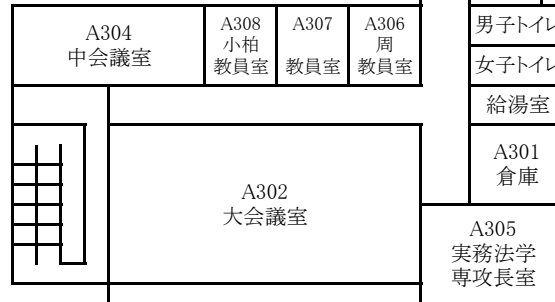 A304
中会議室
A308
小柏
教員室
A307
教員室
A306
周
教員室
男子トイレ
女子トイレ
給湯室
A301
倉庫
A302
大会議室
A305
実務法学
専攻長室